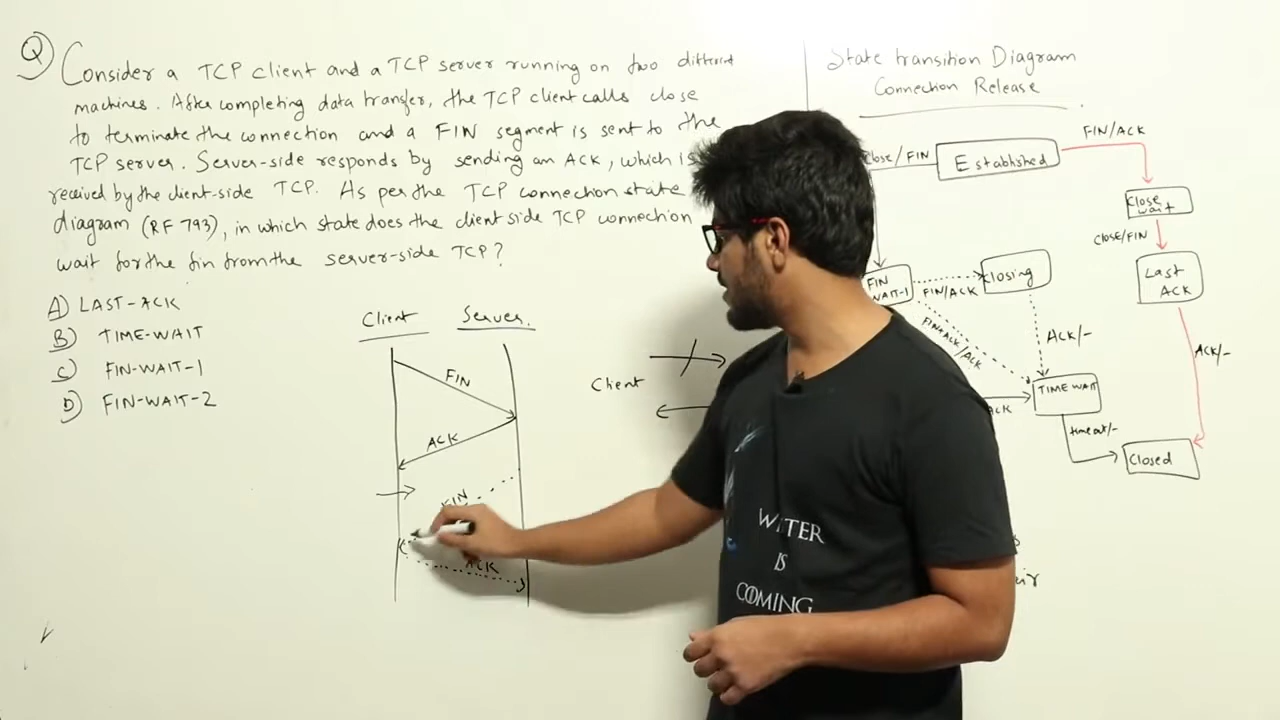 Q) Consider a TCP client and a TCP server running on two different
machines. After completing data transfer, the TCP client calls close
to terminate the connection and a FIN segment is sent to the
TCP server. Server-side responds by sending an ACK, which is
received by the client-side TCP. As per the TCP connection state
diagram (RF 793), in which state does the client side TCP connection
wait for the fin from the server-side TCP?
A) LAST-ACK
B) TIME-WAIT
C) FIN-WAIT-1
D) FIN-WAIT-2
Client Server
FIN
ACK
FIN
ACK
Client
State transition Diagram
Connection Release
Close/FIN
Established
FIN/ACK
Close wait
Close/FIN
Last ACK
ACK/-
FIN WAIT-1
FIN/ACK
Closing
FIN+ACK/ACK
ACK/-
TIME WAIT
ACK
timeout/-
Closed
WINTER
IS
COMING